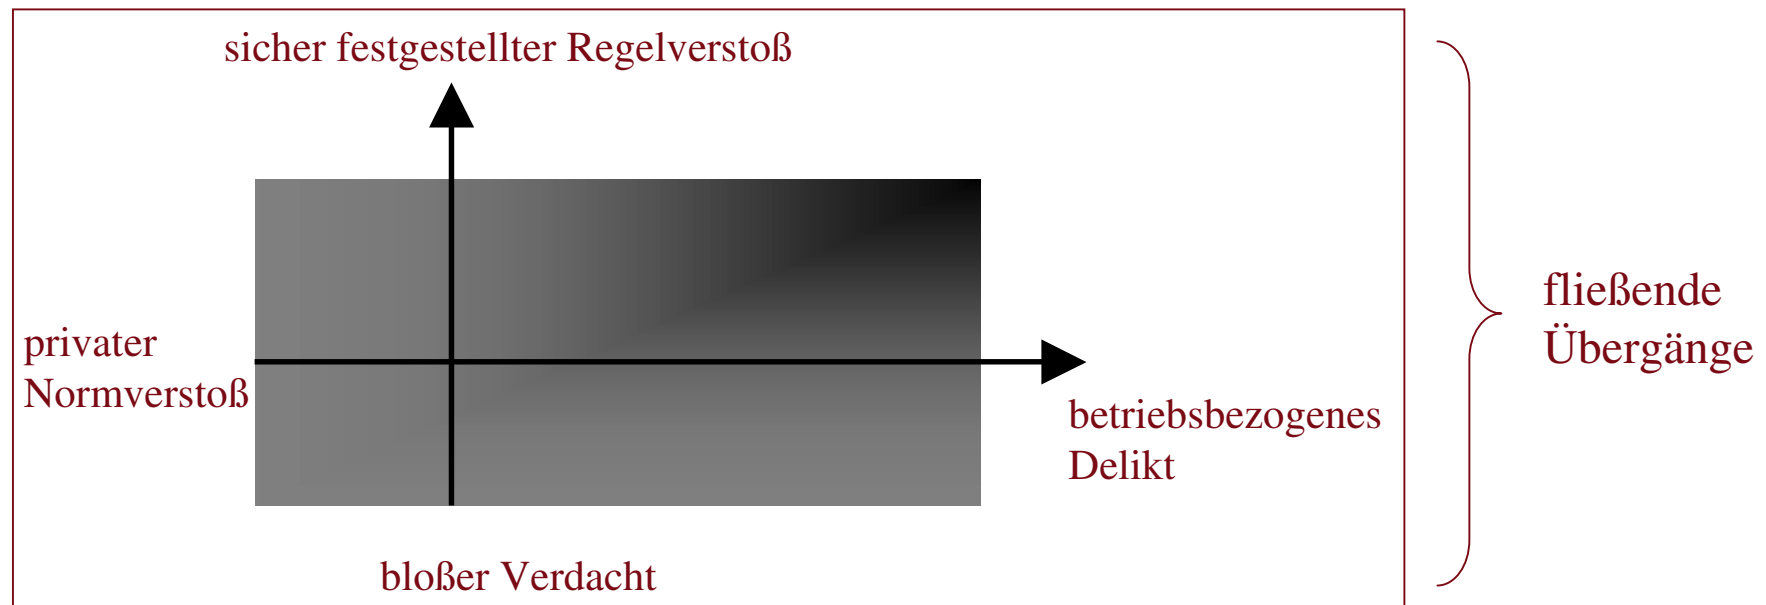 sicher festgestellter Regelverstoß
privater
Normverstoß
betriebsbezogenes
Delikt
bloßer Verdacht
fließende
Übergänge